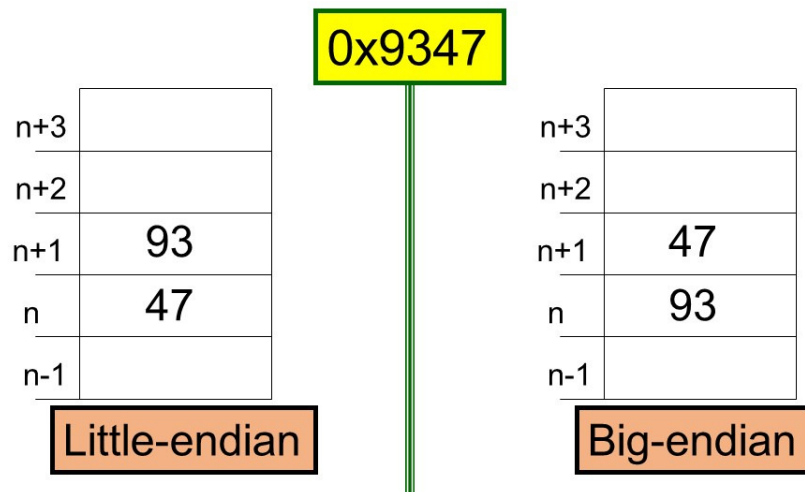 0x9347
n+3
n+2
n+1 93
n 47
n-1
Little-endian
n+3
n+2
n+1 47
n 93
n-1
Big-endian